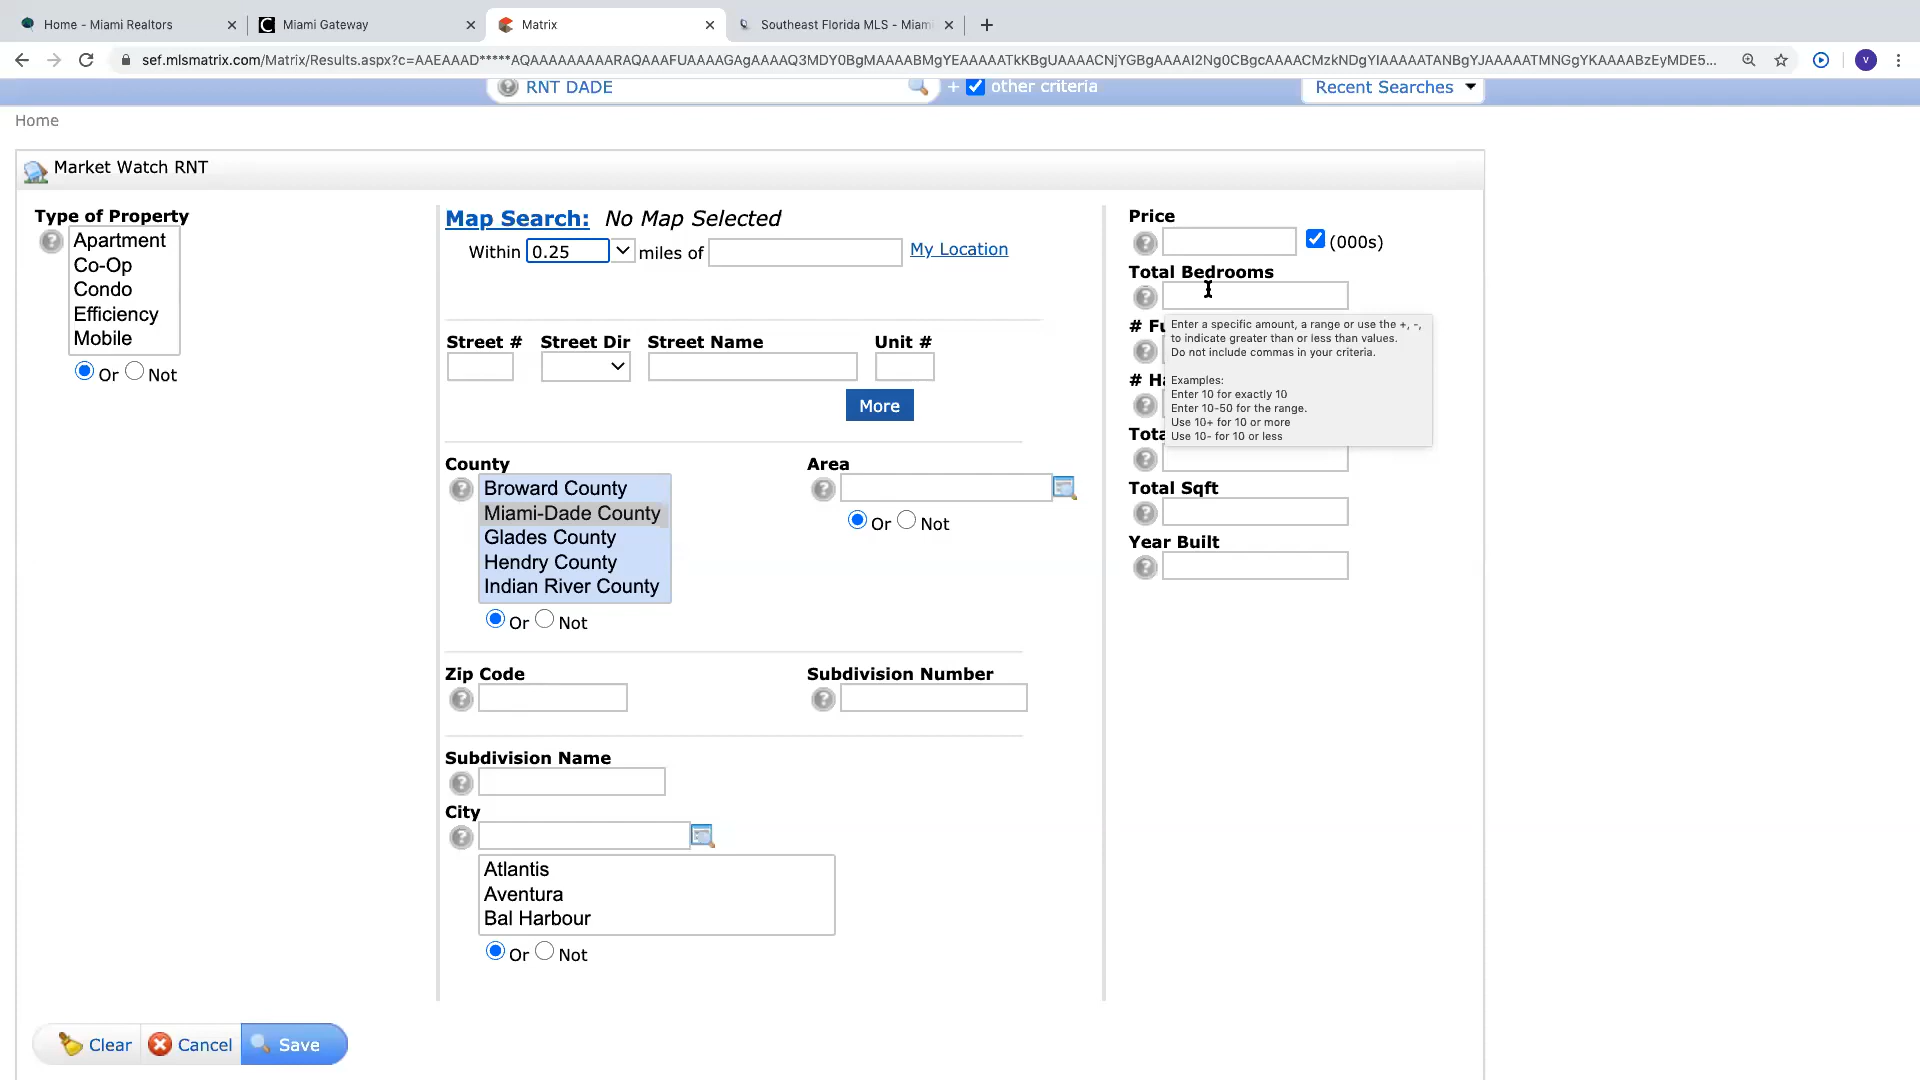 Home - Miami Realtors
Miami Gateway
Matrix
Southeast Florida MLS - Miami
sef.mlsmatrix.com/Matrix/Results.aspx?c=AAEAAAD*****AQAAAAAAAAARAQAAAFUAAAAGAgAAAAQ3MDY0BgMAAAABMgYEAAAAATkKBgUAAAACNjYGBgAAAAI2Ng0CBgcAAAACMzkNDgYIAAAAATANBgYJAAAAATMNGgYKAAAABzEyMDE5...
V
RNT DADE
+ other criteria
Recent Searches
Home
Market Watch RNT
Type of Property
Apartment
Co-Op
Condo
Efficiency
Mobile
Or Not
Map Search: No Map Selected
Within 0.25 miles of My Location
Street # Street Dir Street Name Unit #
More
County Area
Broward County
Miami-Dade County
Glades County
Hendry County
Indian River County
Or Not
Or Not
Zip Code Subdivision Number
Subdivision Name
City
Atlantis
Aventura
Bal Harbour
Or Not
Price
(000s)
Total Bedrooms
Enter a specific amount, a range or use the +, -,
to indicate greater than or less than values.
Do not include commas in your criteria.
Examples:
Enter 10 for exactly 10
Enter 10-50 for the range.
Use 10+ for 10 or more
Use 10- for 10 or less
Total Sqft
Year Built
Clear
Cancel
Save